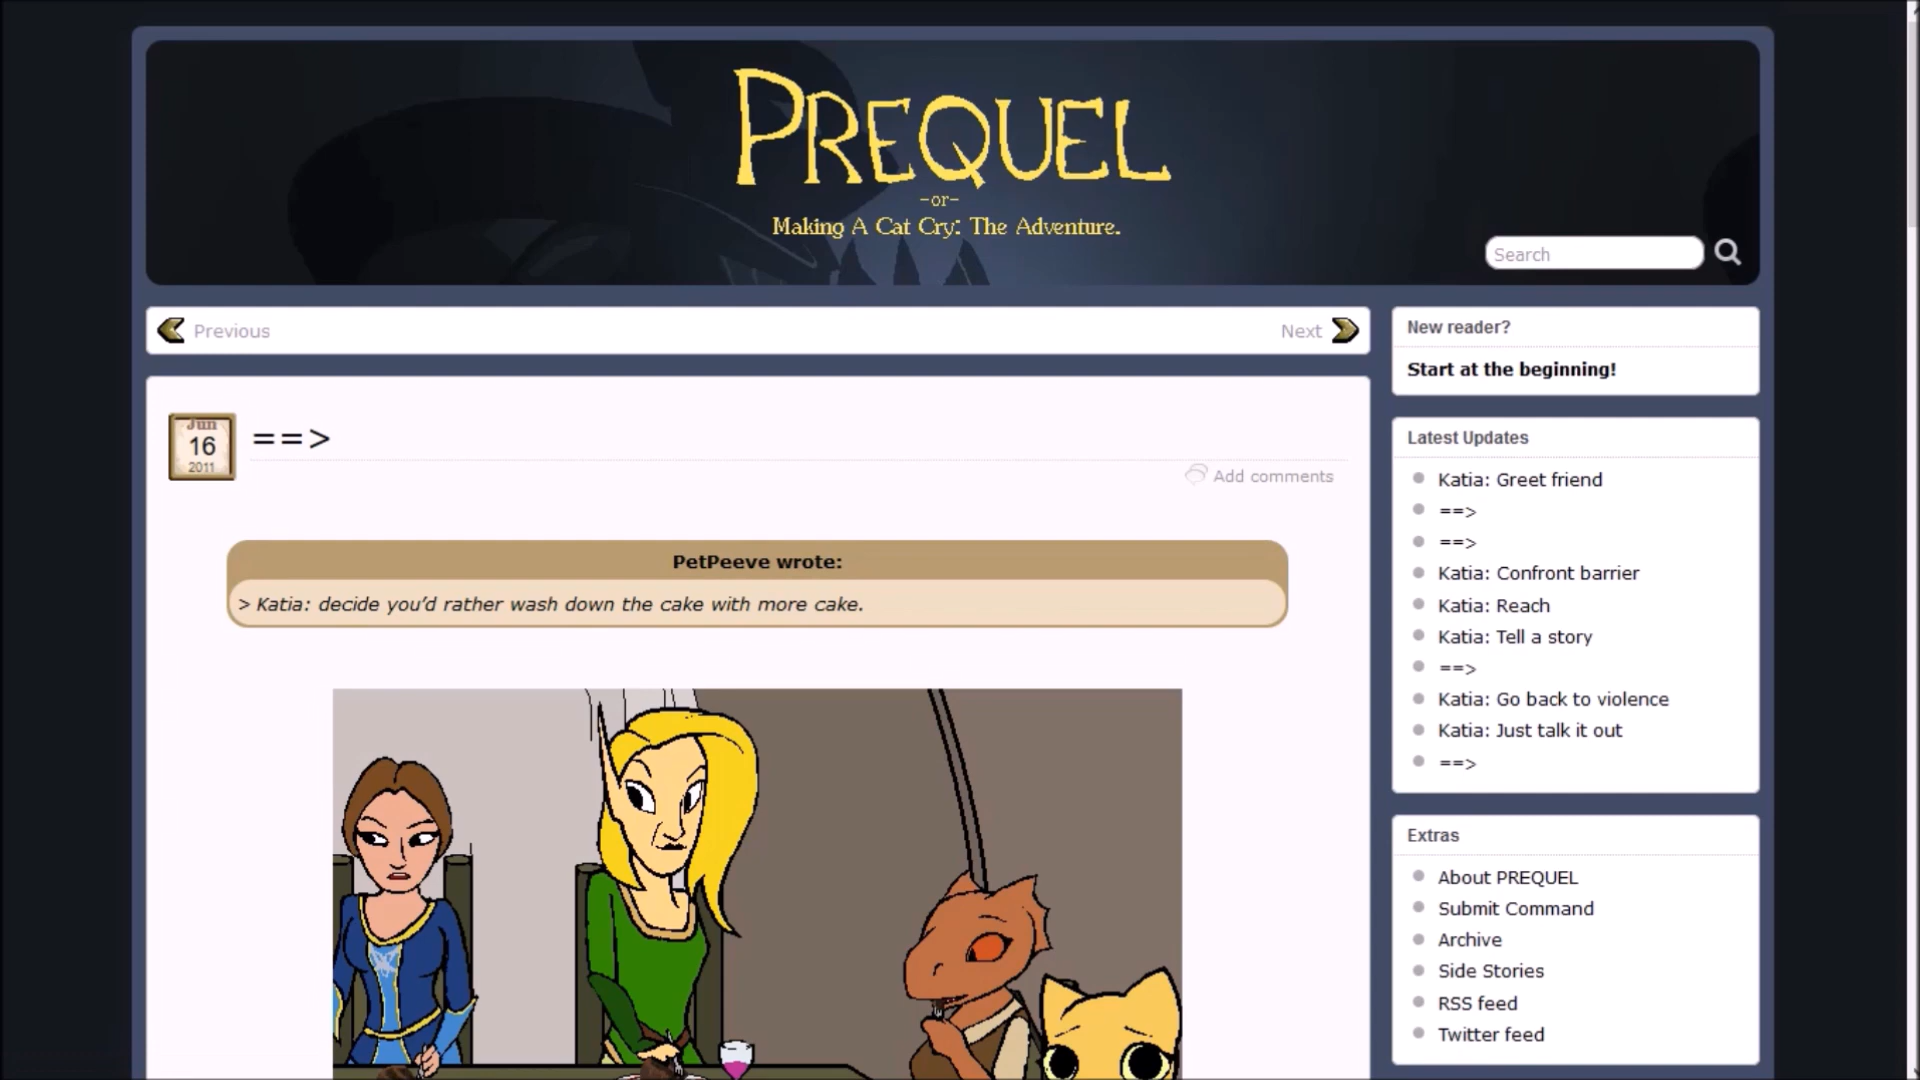 PREQUEL
-or-
Making A Cat Cry: The Adventure.
Search
Previous
Next
Jun
16
2011
==>
Add comments
PetPeeve wrote:
> Katia: decide you'd rather wash down the cake with more cake.
New reader?
Start at the beginning!
Latest Updates
Katia: Greet friend
==>
==>
Katia: Confront barrier
Katia: Reach
Katia: Tell a story
==>
Katia: Go back to violence
Katia: Just talk it out
==>
Extras
About PREQUEL
Submit Command
Archive
Side Stories
RSS feed
Twitter feed